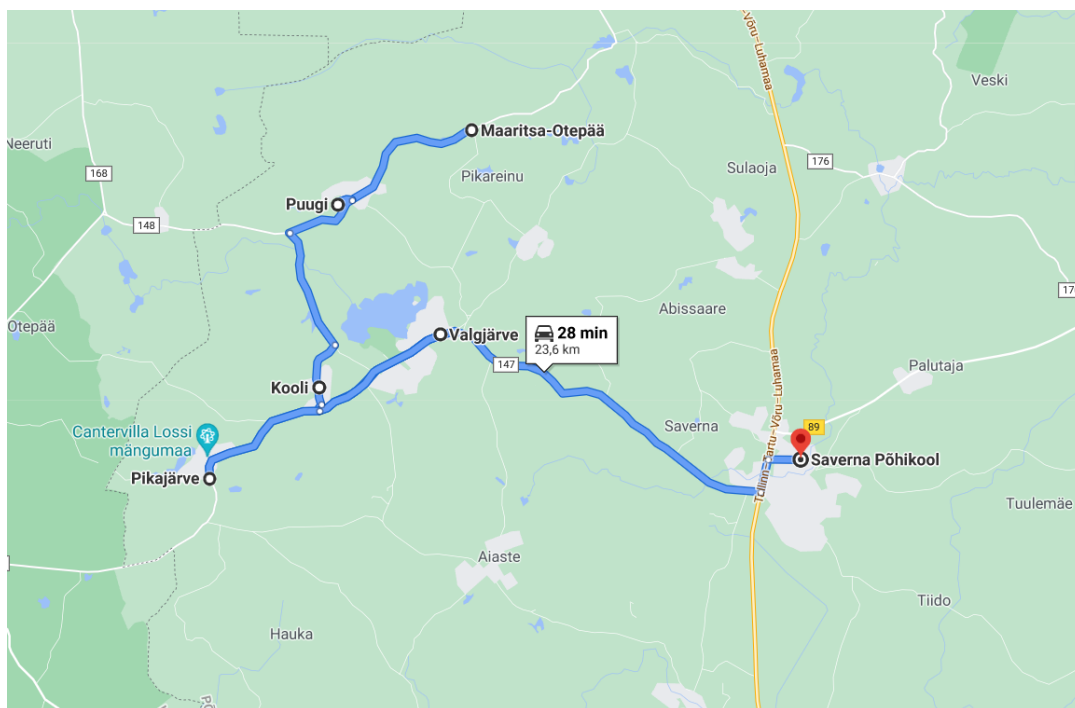 -Võru-Luhamaa
Veski
Neeruti
168
Maaritsa-Otepää
Pikareinu
Sulaoja
176
Puugi
148
Abissaare
Otepää
Valgjärve
28 min
23,6 km
147
Kooli
Palutaja
Saverna
89
Cantervilla Lossi
mängumaa
Saverna Põhikool
Pikajärve
Tallinn-Tartu-Võru-Luhamaa
Tuulemäe
Aiaste
Tiido
Hauka